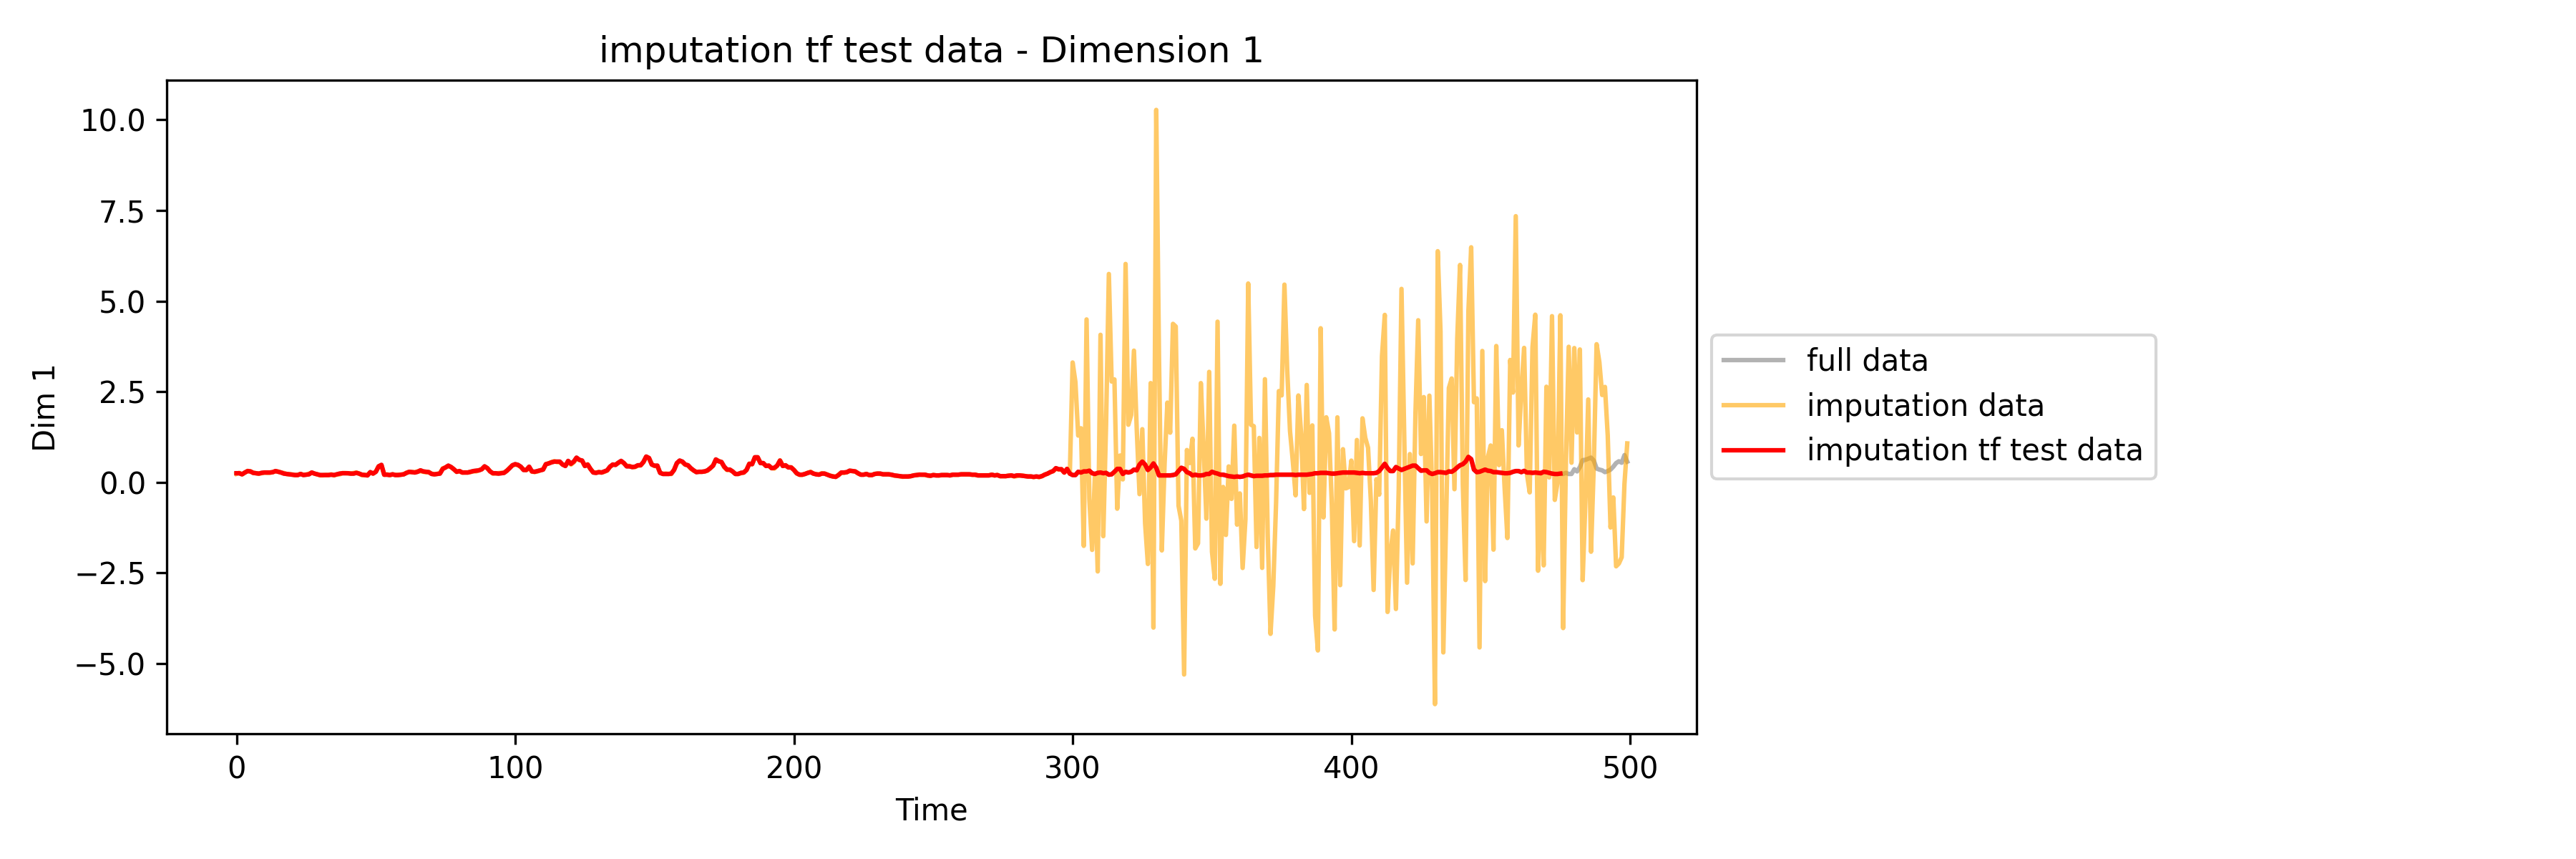 imputation tf test data - Dimension 1
10.0
7.5
5.0
2.5
0.0
−2.5
−5.0
Dim 1
0 100 200 300 400 500
Time
full data
imputation data
imputation tf test data